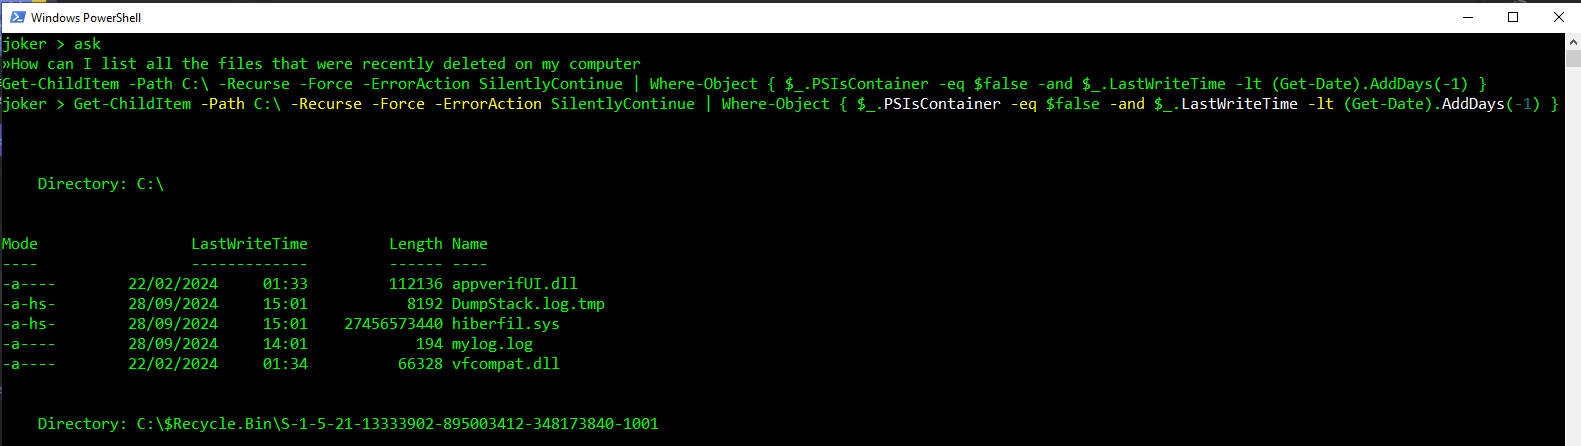 Windows PowerShell
joker > ask
»How can I list all the files that were recently deleted on my computer
Get-ChildItem -Path C:\ -Recurse -Force -ErrorAction SilentlyContinue | Where-Object { $_.PSIsContainer -eq $false -and $_.LastWriteTime -lt (Get-Date).AddDays(-1) }
joker > Get-ChildItem -Path C:\ -Recurse -Force -ErrorAction SilentlyContinue | Where-Object { $_.PSIsContainer -eq $false -and $_.LastWriteTime -lt (Get-Date).AddDays(-1) }
Directory: C:\
Mode LastWriteTime Length Name
---- ------------- ------ ----
-a---- 22/02/2024 01:33 112136 appverifUI.dll
-a-hs- 28/09/2024 15:01 8192 DumpStack.log.tmp
-a-hs- 28/09/2024 15:01 27456573440 hiberfil.sys
-a---- 28/09/2024 14:01 194 mylog.log
-a---- 22/02/2024 01:34 66328 vfcompat.dll
Directory: C:\$Recycle.Bin\S-1-5-21-13333902-895003412-348173840-1001